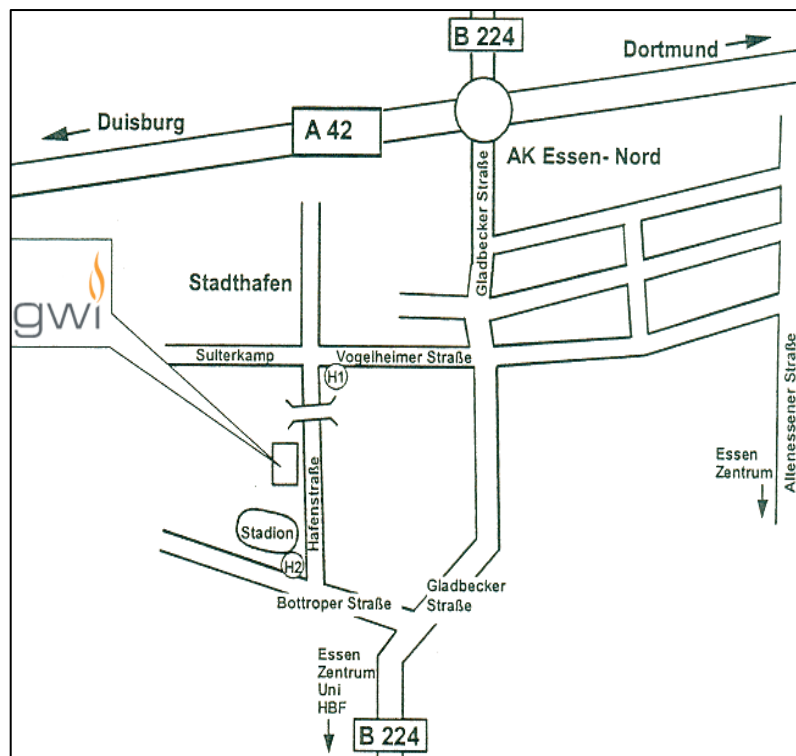 B 224
Dortmund
Duisburg
A 42
AK Essen- Nord
Gladbecker Straße
Stadthafen
gwi
Sulterkamp
Vogelheimer Straße
H1
Altenessener Straße
Essen
Zentrum
Hafenstraße
Stadion
H2
Gladbecker
Straße
Bottroper Straße
Essen
Zentrum
Uni
HBF
B 224